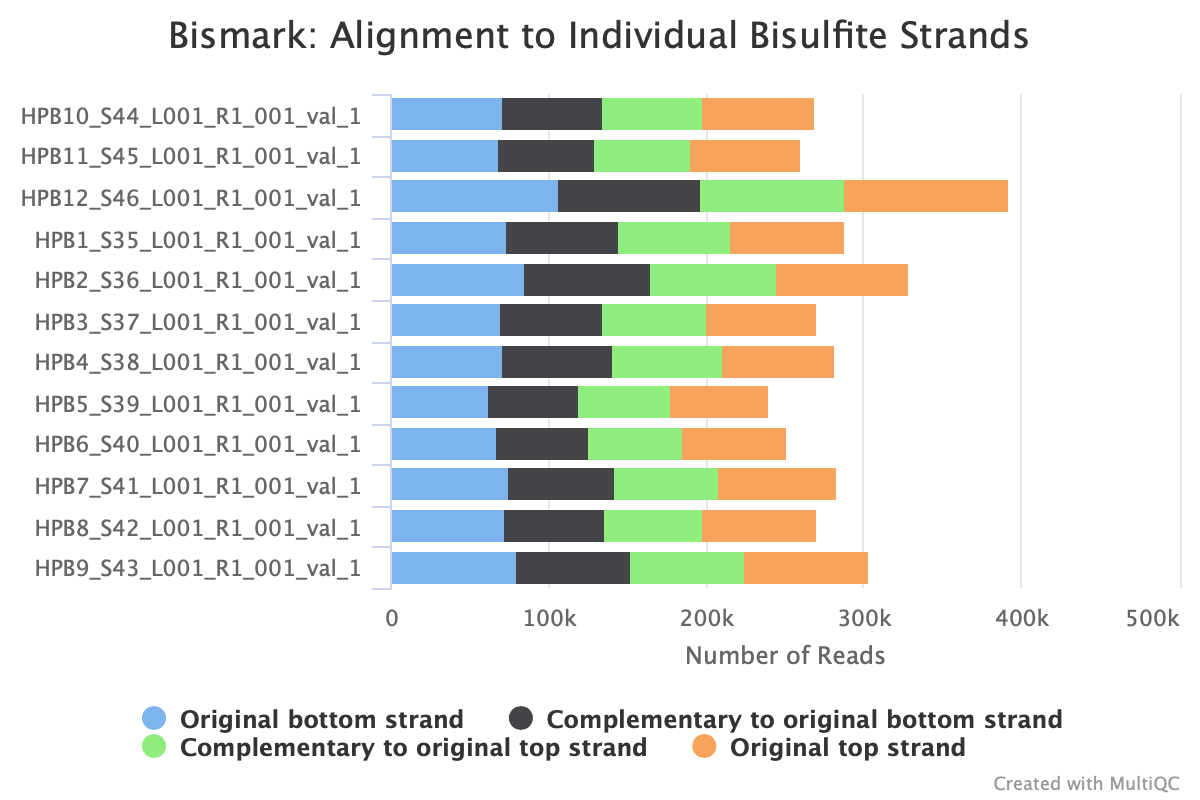 Bismark: Alignment to Individual Bisulfite Strands
HPB10_S44_L001_R1_001_val_1
HPB11_S45_L001_R1_001_val_1
HPB12_S46_L001_R1_001_val_1
HPB1_S35_L001_R1_001_val_1
HPB2_S36_L001_R1_001_val_1
HPB3_S37_L001_R1_001_val_1
HPB4_S38_L001_R1_001_val_1
HPB5_S39_L001_R1_001_val_1
HPB6_S40_L001_R1_001_val_1
HPB7_S41_L001_R1_001_val_1
HPB8_S42_L001_R1_001_val_1
HPB9_S43_L001_R1_001_val_1
0 100k 200k 300k 400k 500k
Number of Reads
Original bottom strand Complementary to original bottom strand
Complementary to original top strand Original top strand
Created with MultiQC